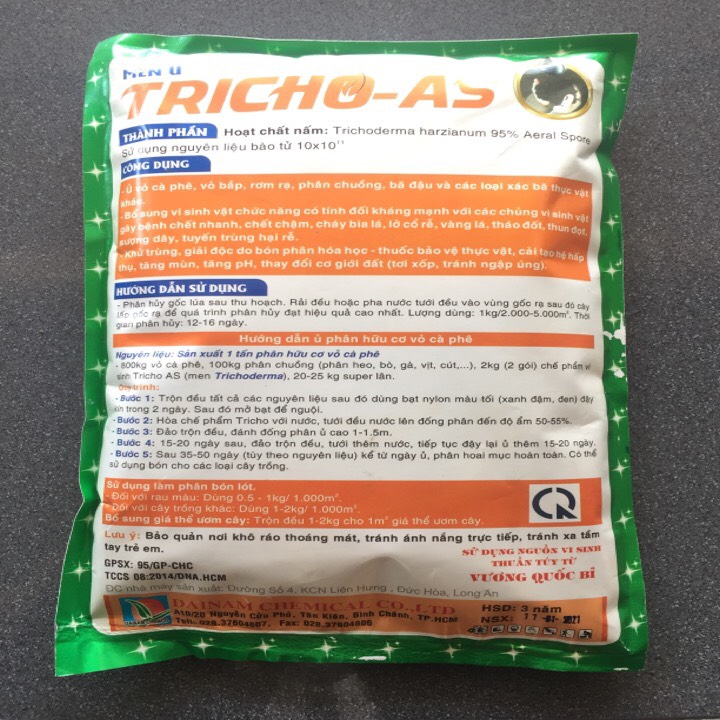 MEN Ủ
TRICHO-AS
THÀNH PHẦN Hoạt chất nấm: Trichoderma harzianum 95% Aeral Spore
Sử dụng nguyên liệu bào tử 10x10¹¹
CÔNG DỤNG
- Ủ vỏ cà phê, vỏ bắp, rơm rạ, phân chuồng, bã đậu và các loại xác bã thực vật
khác.
- Bổ sung vi sinh vật chức năng có tính đối kháng mạnh với các chủng vi sinh vật
gây bệnh chết nhanh, chết chậm, cháy bìa lá, lở cổ rễ, vàng lá, tháo đốt, thun đọt,
sượng dây, tuyến trùng hại rễ.
- Khử trùng, giải độc do bón phân hóa học - thuốc bảo vệ thực vật, cải tạo hệ hấp
thụ, tăng mùn, tăng pH, thay đổi cơ giới đất (tơi xốp, tránh ngập úng).
HƯỚNG DẪN SỬ DỤNG
- Phân hủy gốc lúa sau thu hoạch. Rải đều hoặc pha nước tưới đều vào vùng gốc rạ sau đó cày
lấp gốc rạ để quá trình phân hủy đạt hiệu quả cao nhất. Lượng dùng: 1kg/2.000-5.000m². Thời
gian phân hủy: 12-16 ngày.
Hướng dẫn ủ phân hữu cơ vỏ cà phê
Nguyên liệu: Sản xuất 1 tấn phân hữu cơ vỏ cà phê
- 800kg vỏ cà phê, 100kg phân chuồng (phân heo, bò, gà, vịt, cút,...), 2kg (2 gói) chế phẩm vi
sinh Tricho AS (men Trichoderma), 20-25 kg super lân.
Quy trình:
- Bước 1: Trộn đều tất cả các nguyên liệu sau đó dùng bạt nylon màu tối (xanh đậm, đen) đậy
kín trong 2 ngày. Sau đó mở bạt để nguội.
- Bước 2: Hòa chế phẩm Tricho với nước, tưới đều lên đống phân đến độ ẩm 50-55%.
- Bước 3: Đảo trộn đều, đánh đống phân ủ cao 1-1.5m.
- Bước 4: 15-20 ngày sau, đảo trộn đều, tưới thêm nước, tiếp tục đậy lại ủ thêm 15-20 ngày.
- Bước 5: Sau 35-50 ngày (tùy theo nguyên liệu) kể từ ngày ủ, phân hoai mục hoàn toàn. Có thể
sử dụng bón cho các loại cây trồng.
Sử dụng làm phân bón lót.
- Đối với rau màu: Dùng 0.5 - 1kg/ 1.000m².
- Đối với cây trồng khác: Dùng 1-2kg/ 1.000m².
Bổ sung giá thể ươm cây: Trộn đều 1-2kg cho 1m³ giá thể ươm cây.
Lưu ý: Bảo quản nơi khô ráo thoáng mát, tránh ánh nắng trực tiếp, tránh xa tầm
tay trẻ em.
SỬ DỤNG NGUỒN VI SINH
THUẦN TÚY TỪ
VƯƠNG QUỐC BỈ
GPSX: 95/GP-CHC
TCCS 08:2014/DNA.HCM
ĐC nhà máy sản xuất: Đường Số 4, KCN Liên Hưng, Đức Hòa, Long An
DAINAM CHEMICAL CO.,LTD
A10/20 Nguyễn Cửu Phú, Tân Kiên, Bình Chánh, TP.HCM
Tell: 028.37604807, Fax: 028.37604806
HSD: 3 năm
NSX: 11